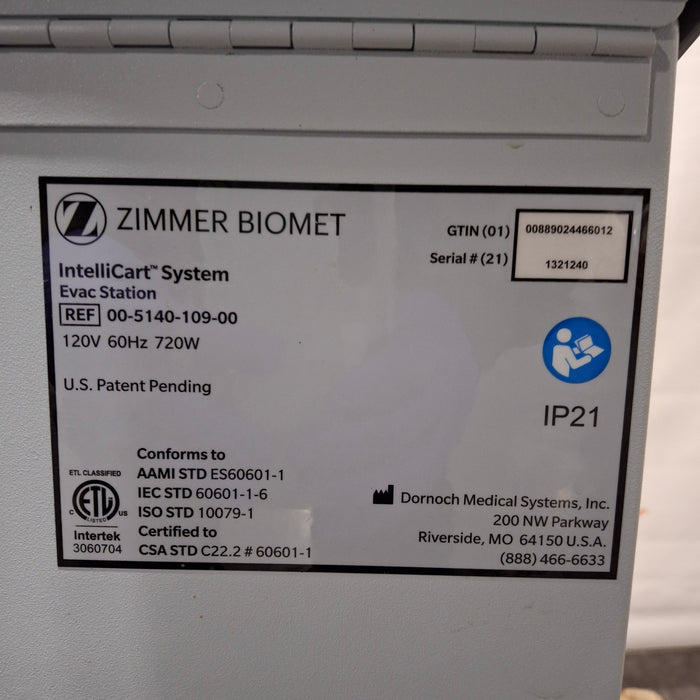 Z ZIMMER BIOMET
GTIN (01) 00889024466012
Serial # (21) 1321240
IntelliCart™ System
Evac Station
REF 00-5140-109-00
120V 60Hz 720W
U.S. Patent Pending
IP21
Conforms to
AAMI STD ES60601-1
IEC STD 60601-1-6
ISO STD 10079-1
Certified to
CSA STD C22.2 # 60601-1
ETL CLASSIFIED
C ETL US
LISTED
Intertek
3060704
Dornoch Medical Systems, Inc.
200 NW Parkway
Riverside, MO 64150 U.S.A.
(888) 466-6633